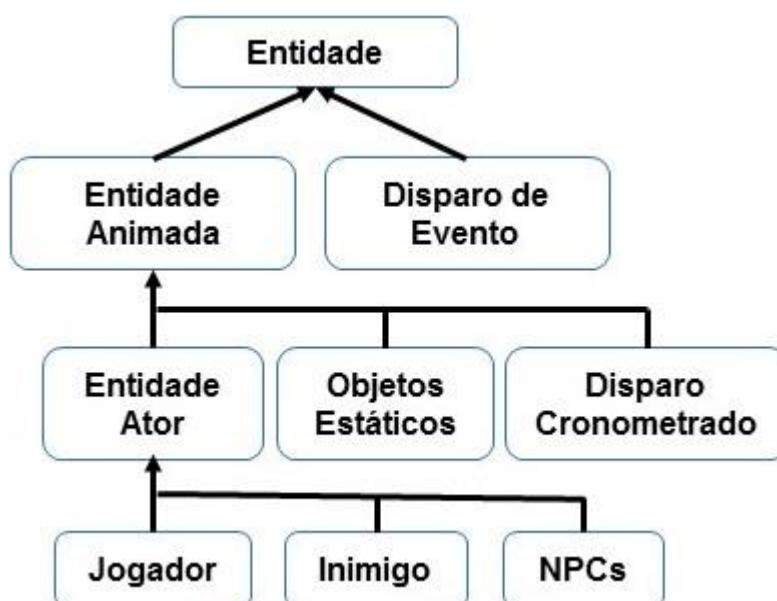 Entidade
Entidade
Animada
Disparo de
Evento
Entidade
Ator
Objetos
Estáticos
Disparo
Cronometrado
Jogador
Inimigo
NPCs